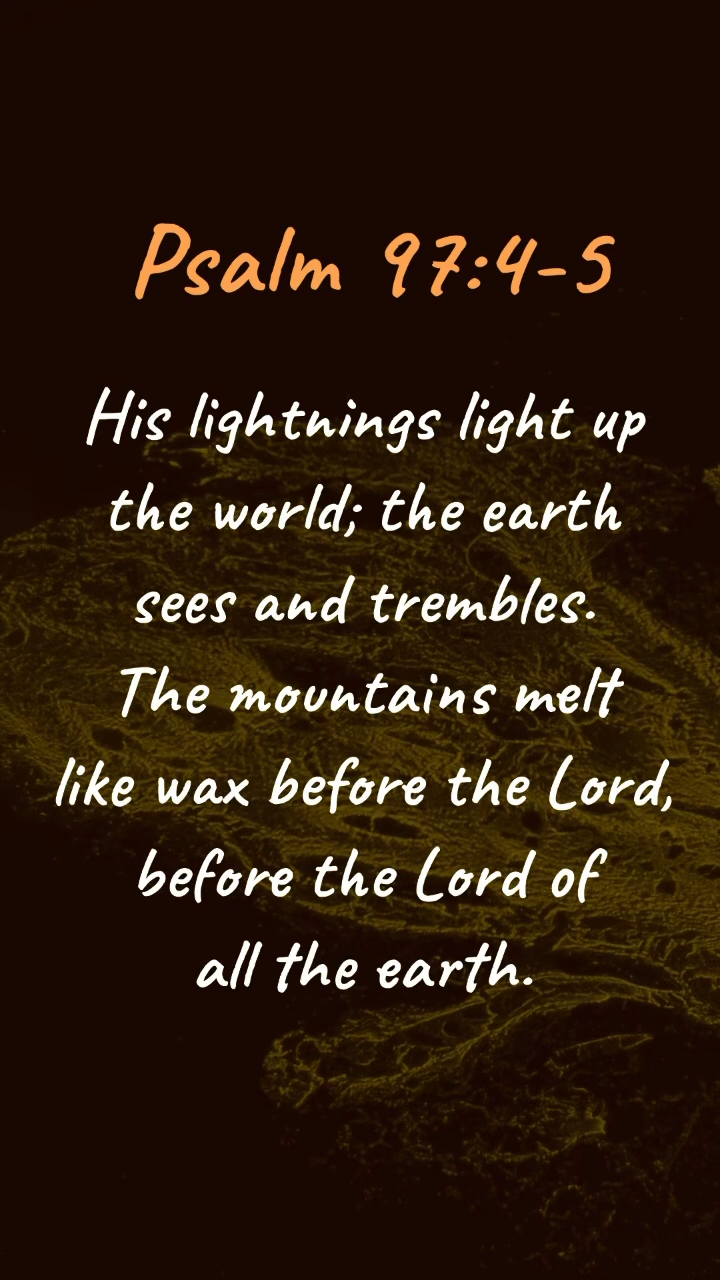 Psalm 97:4-5
His lightnings light up
the world; the earth
sees and trembles.
The mountains melt
like wax before the Lord,
before the Lord of
all the earth.